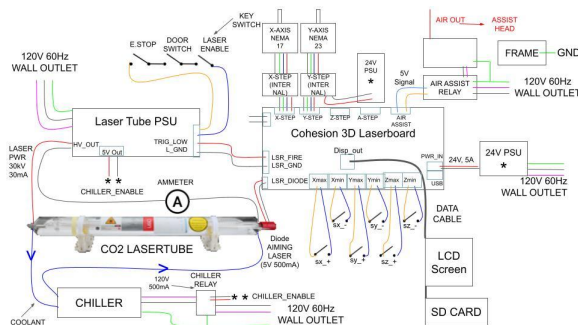 KEY
SWITCH
E.STOP
DOOR
SWITCH
LASER
ENABLE
X-AXIS
NEMA
17
Y-AXIS
NEMA
23
AIR OUT
ASSIST
HEAD
FRAME
GND
120V 60Hz
WALL OUTLET
24V
PSU
*
5V
Signal
AIR ASSIST
RELAY
120V 60Hz
WALL OUTLET
X-STEP
(INTER
NAL)
Y-STEP
(INTER
NAL)
X-STEP
Y-STEP
Z-STEP
A-STEP
AIR
ASSIST
Laser Tube PSU
HV_OUT
5V Out
TRIG_LOW
L_GND
Cohesion 3D Laserboard
LASER
PWR
30kV
30mA
* *
CHILLER_ENABLE
LSR_FIRE
LSR_GND
LSR_DIODE
Disp_out
PWR_IN
USB
24V, 5A
24V PSU
*
120V 60Hz
WALL OUTLET
Xmax
Xmin
Ymax
Ymin
Zmax
Zmin
AMMETER
A
sx_+
sx_-
sy_+
sy_-
sz_+
sz_-
DATA
CABLE
CO2 LASERTUBE
Diode
AIMING
LASER
(5V 500mA)
LCD
Screen
SD CARD
CHILLER
120V
500mA
CHILLER
RELAY
* * CHILLER_ENABLE
120V 60Hz
WALL OUTLET
COOLANT